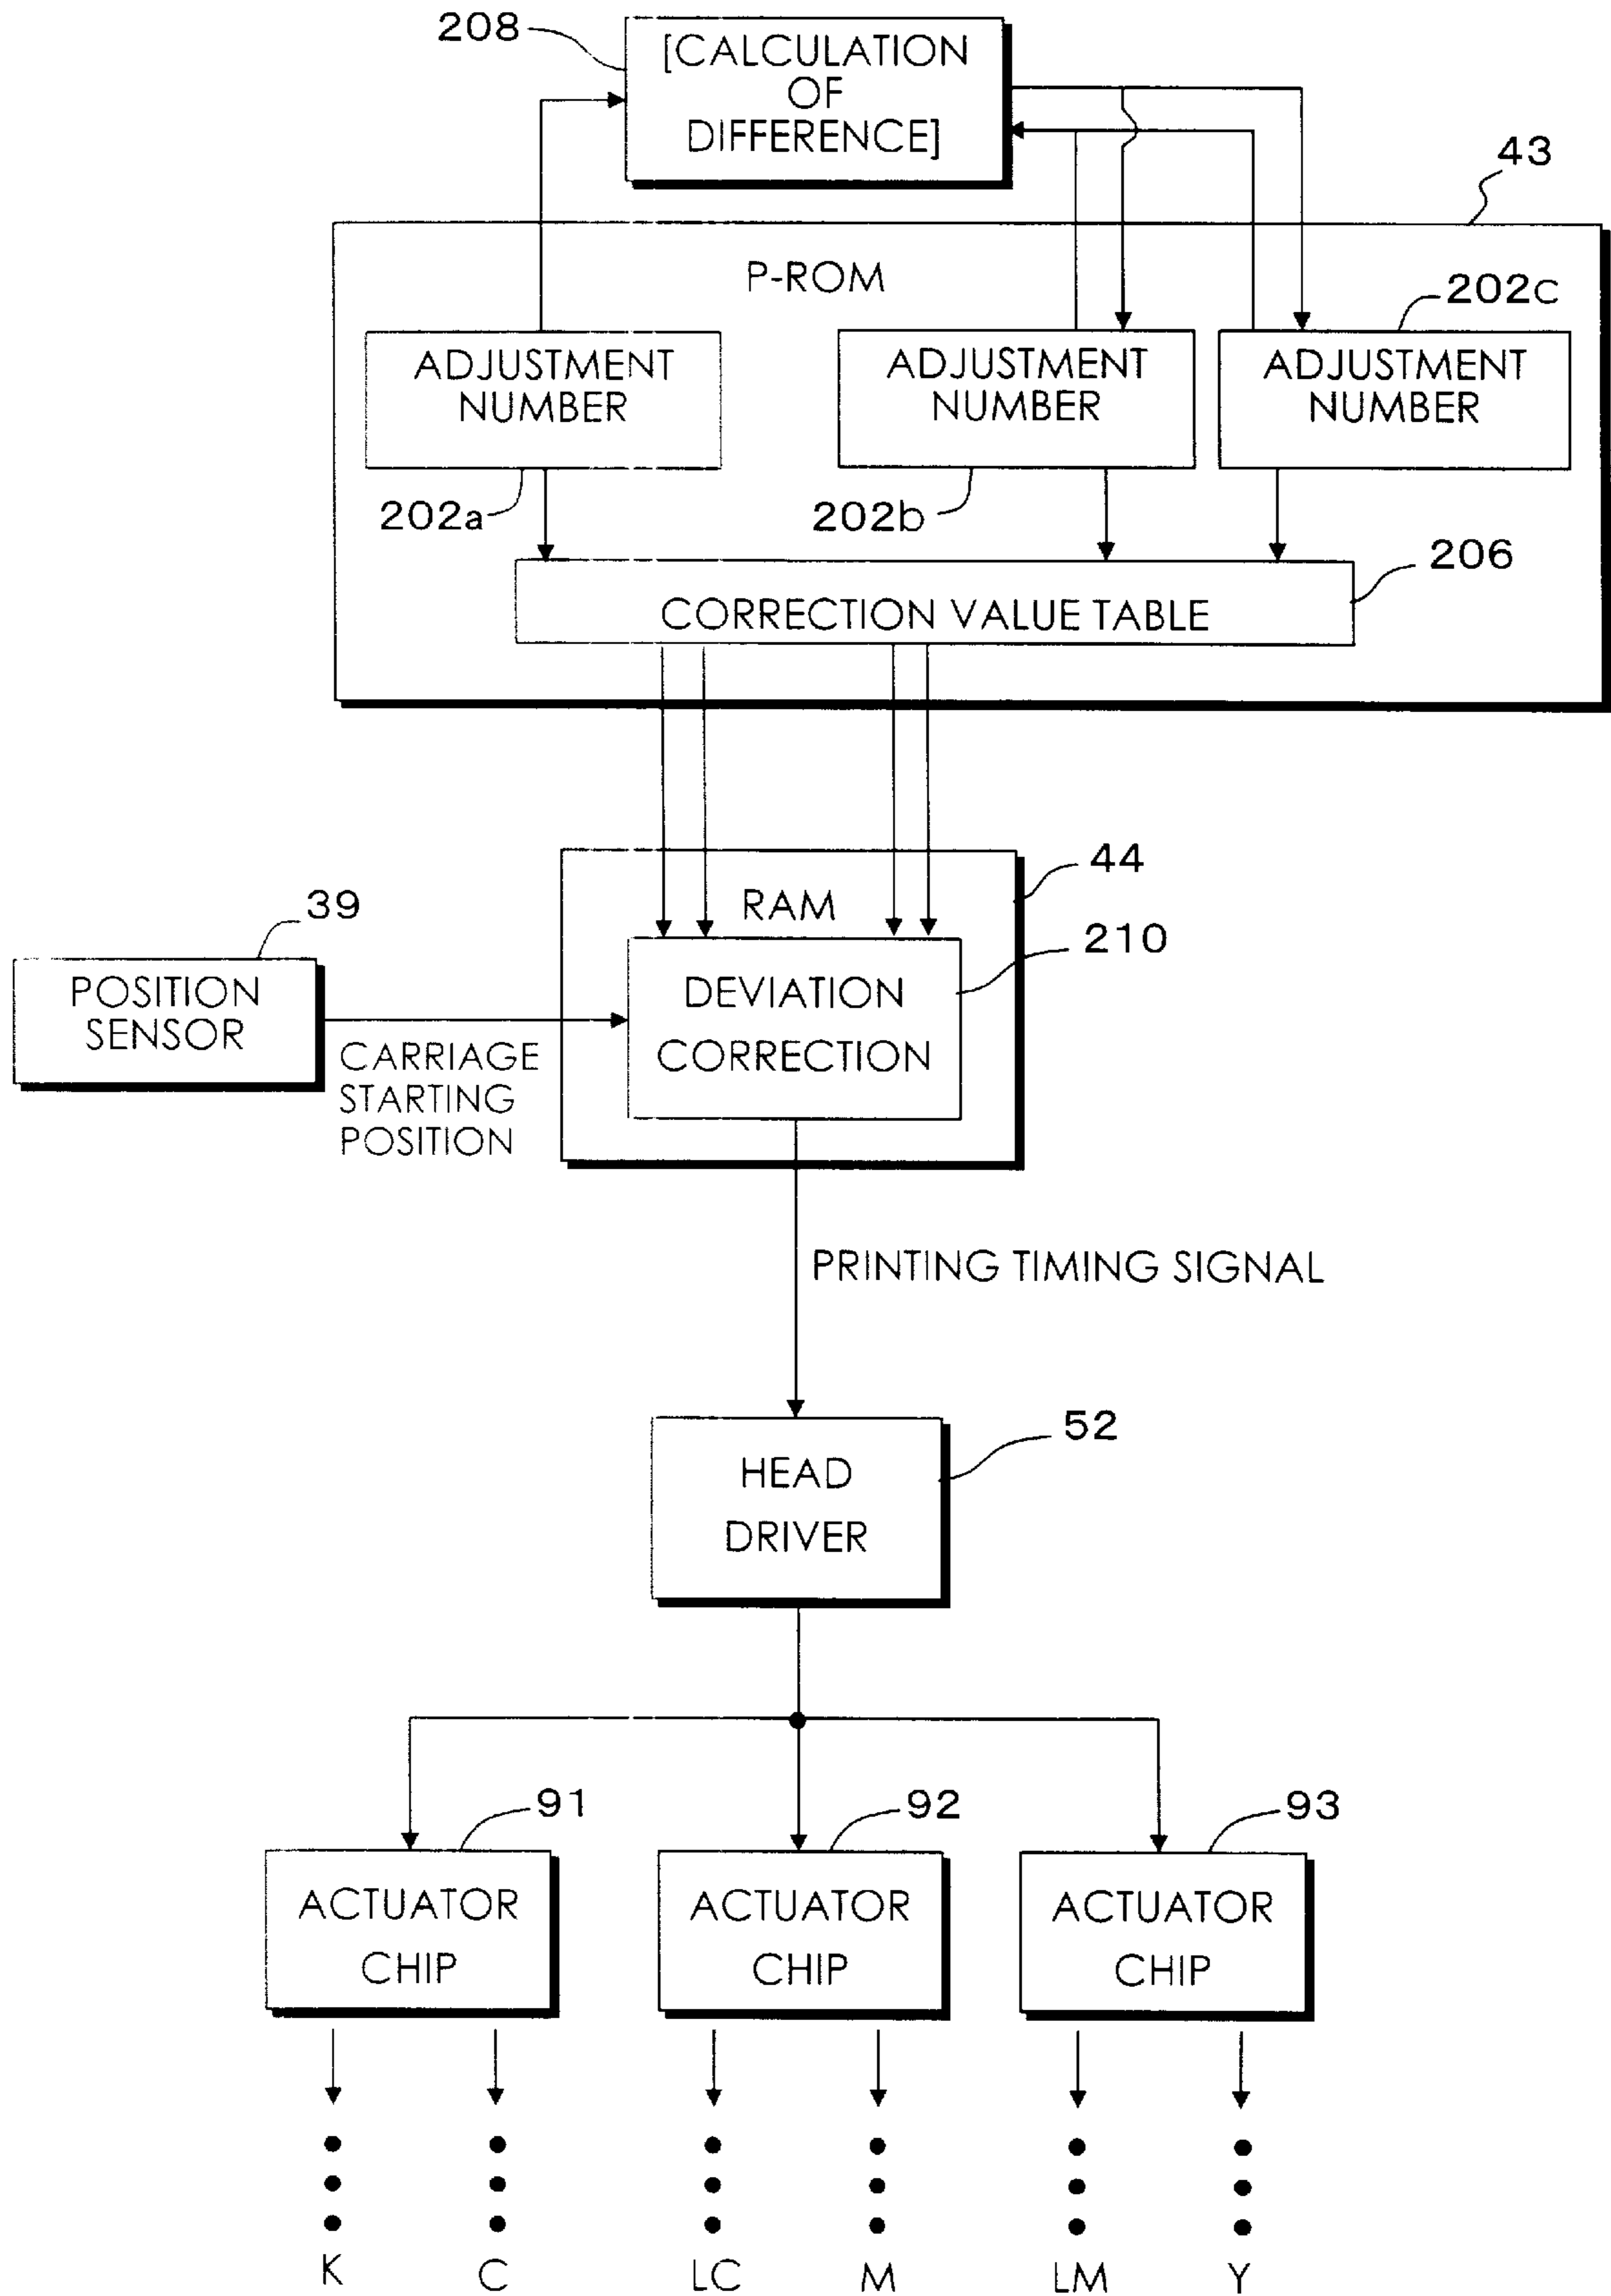 208
[CALCULATION
OF
DIFFERENCE]
43
P-ROM
202c
ADJUSTMENT
NUMBER
ADJUSTMENT
NUMBER
ADJUSTMENT
NUMBER
202a
202b
206
CORRECTION VALUE TABLE
44
RAM
39
210
POSITION
SENSOR
DEVIATION
CORRECTION
CARRIAGE
STARTING
POSITION
PRINTING TIMING SIGNAL
52
HEAD
DRIVER
91
92
93
ACTUATOR
CHIP
ACTUATOR
CHIP
ACTUATOR
CHIP
K
C
LC
M
LM
Y